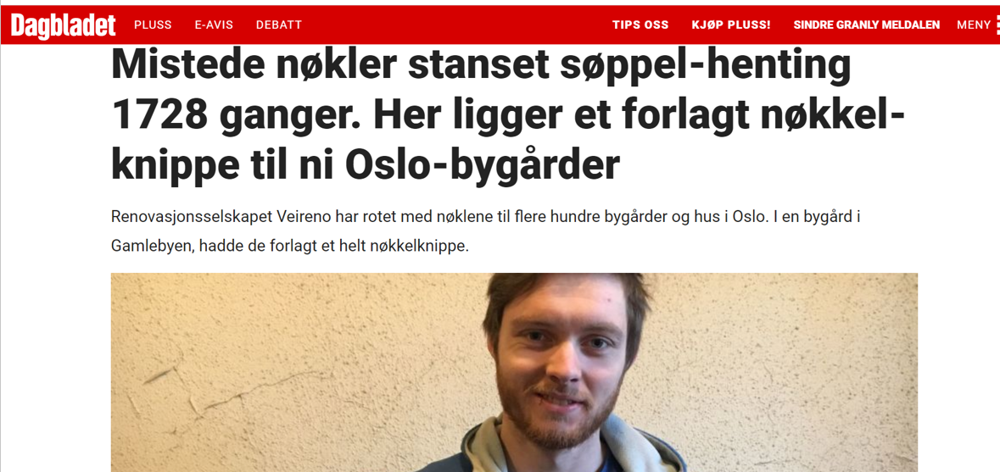 Dagbladet PLUSS E-AVIS DEBATT TIPS OSS KJØP PLUSS! SINDRE GRANLY MELDALEN MENY
Mistede nøkler stanset søppel-henting
1728 ganger. Her ligger et forlagt nøkkel-
knippe til ni Oslo-bygårder
Renovasjonsselskapet Veireno har rotet med nøklene til flere hundre bygårder og hus i Oslo. I en bygård i
Gamlebyen, hadde de forlagt et helt nøkkelknippe.